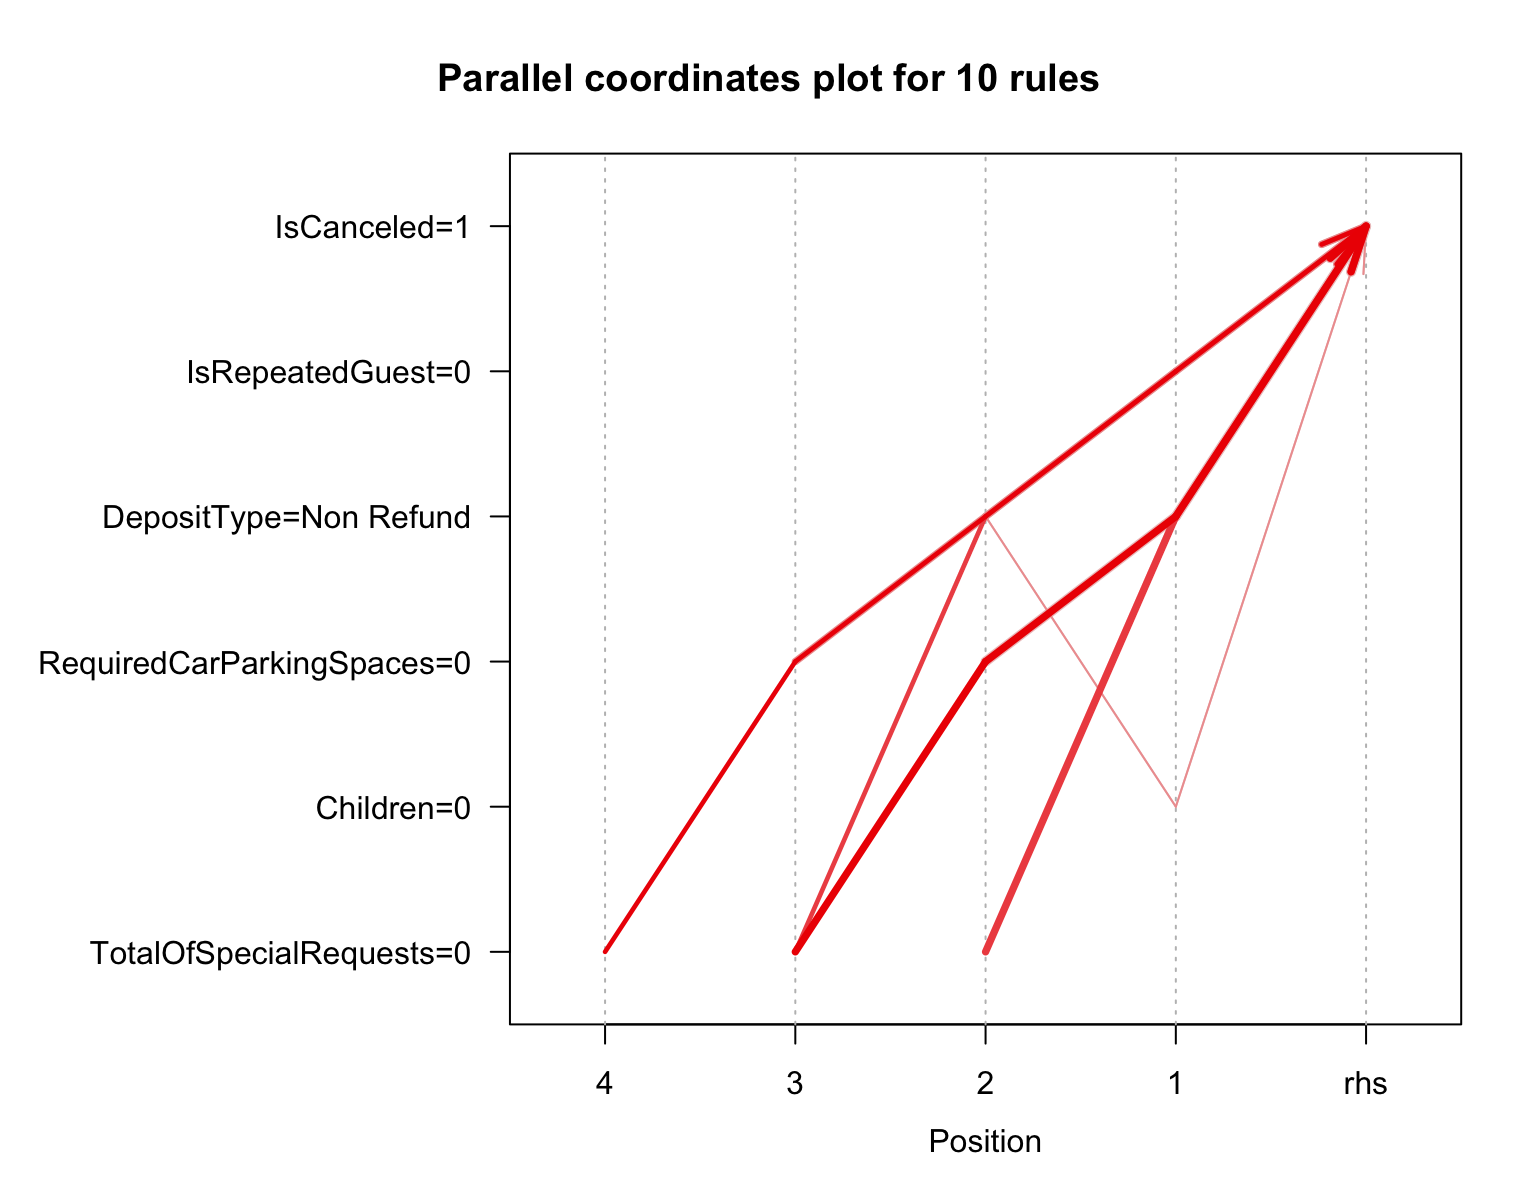 Parallel coordinates plot for 10 rules
IsCanceled=1
IsRepeatedGuest=0
DepositType=Non Refund
RequiredCarParkingSpaces=0
Children=0
TotalOfSpecialRequests=0
4 3 2 1 rhs
Position